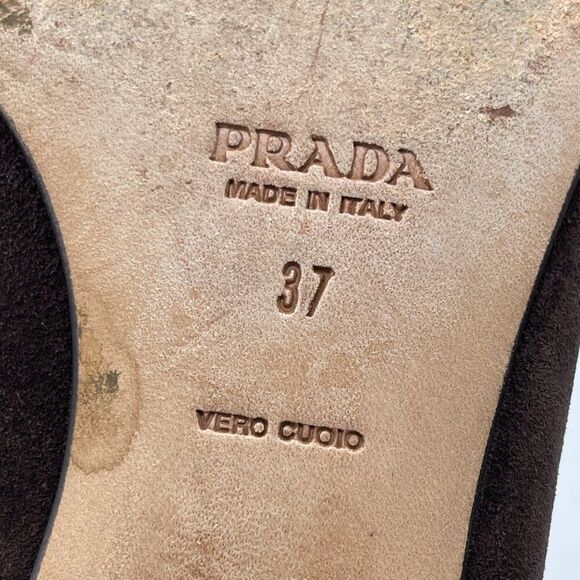 PRADA
MADE IN ITALY
37
VERO CUOIO